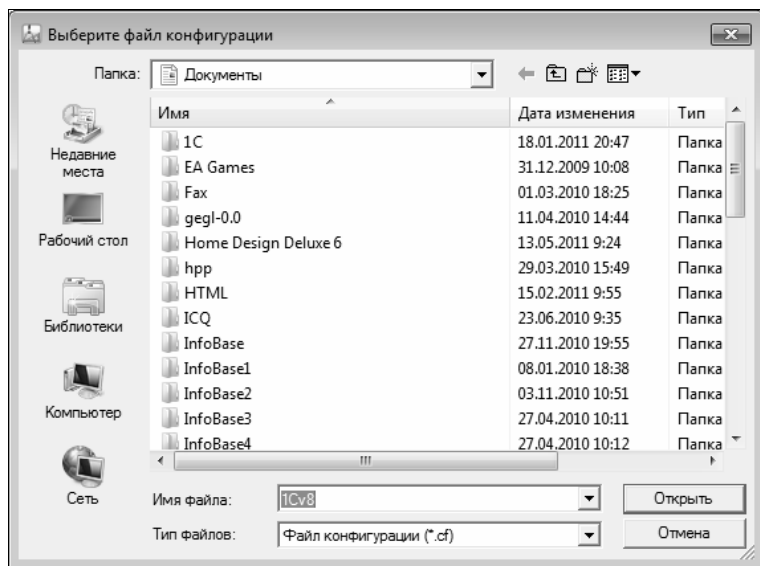 Выберите файл конфигурации
Папка: Документы
Имя Дата изменения Тип
1C 18.01.2011 20:47 Папка
EA Games 31.12.2009 10:08 Папка
Fax 01.03.2010 18:25 Папка
gegl-0.0 11.04.2010 14:44 Папка
Home Design Deluxe 6 13.05.2011 9:24 Папка
hpp 29.03.2010 15:49 Папка
HTML 15.02.2011 9:55 Папка
ICQ 23.06.2010 9:35 Папка
InfoBase 27.11.2010 19:55 Папка
InfoBase1 08.01.2010 18:38 Папка
InfoBase2 03.11.2010 10:51 Папка
InfoBase3 27.04.2010 10:11 Папка
InfoBase4 27.04.2010 10:12 Папка
Недавние
места
Рабочий стол
Библиотеки
Компьютер
Сеть
Имя файла: 1Cv8 Открыть
Тип файлов: Файл конфигурации (*.cf) Отмена